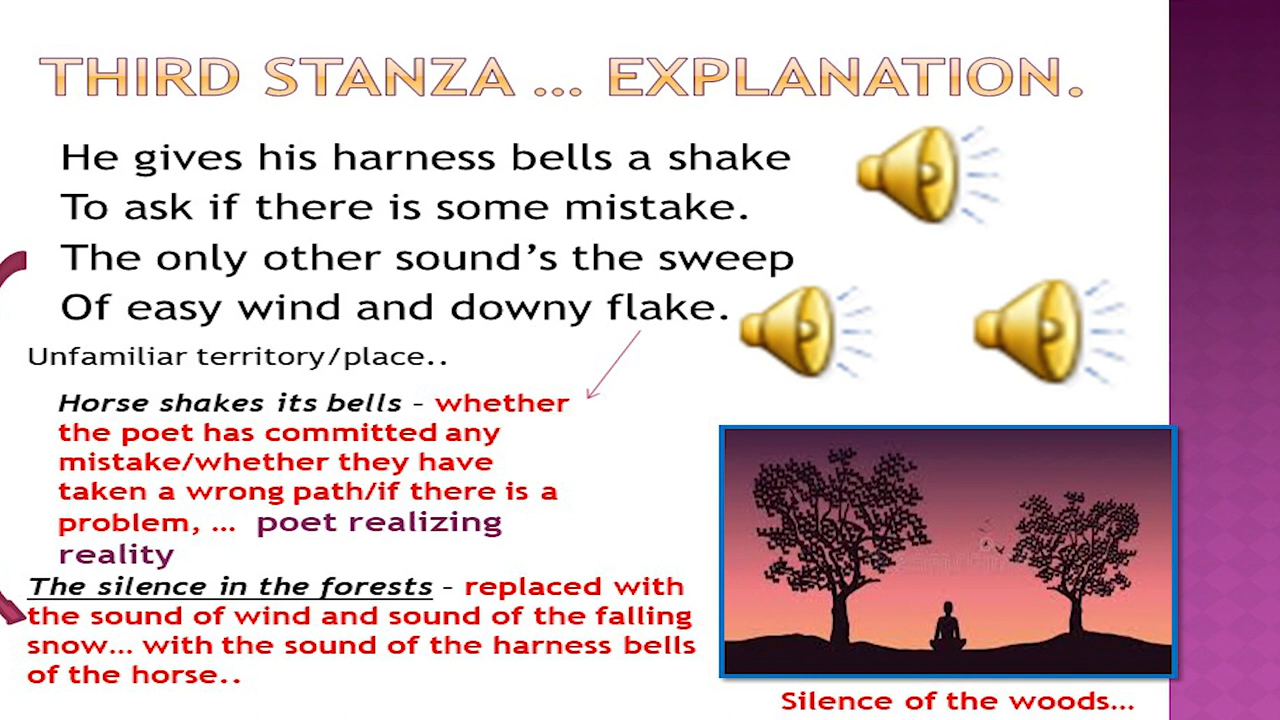 THIRD STANZA ... EXPLANATION.
He gives his harness bells a shake
To ask if there is some mistake.
The only other sound's the sweep
Of easy wind and downy flake.
Unfamiliar territory/place..
Horse shakes its bells - whether
the poet has committed any
mistake/whether they have
taken a wrong path/if there is a
problem, ... poet realizing
reality
The silence in the forests - replaced with
the sound of wind and sound of the falling
snow... with the sound of the harness bells
of the horse..
Silence of the woods...